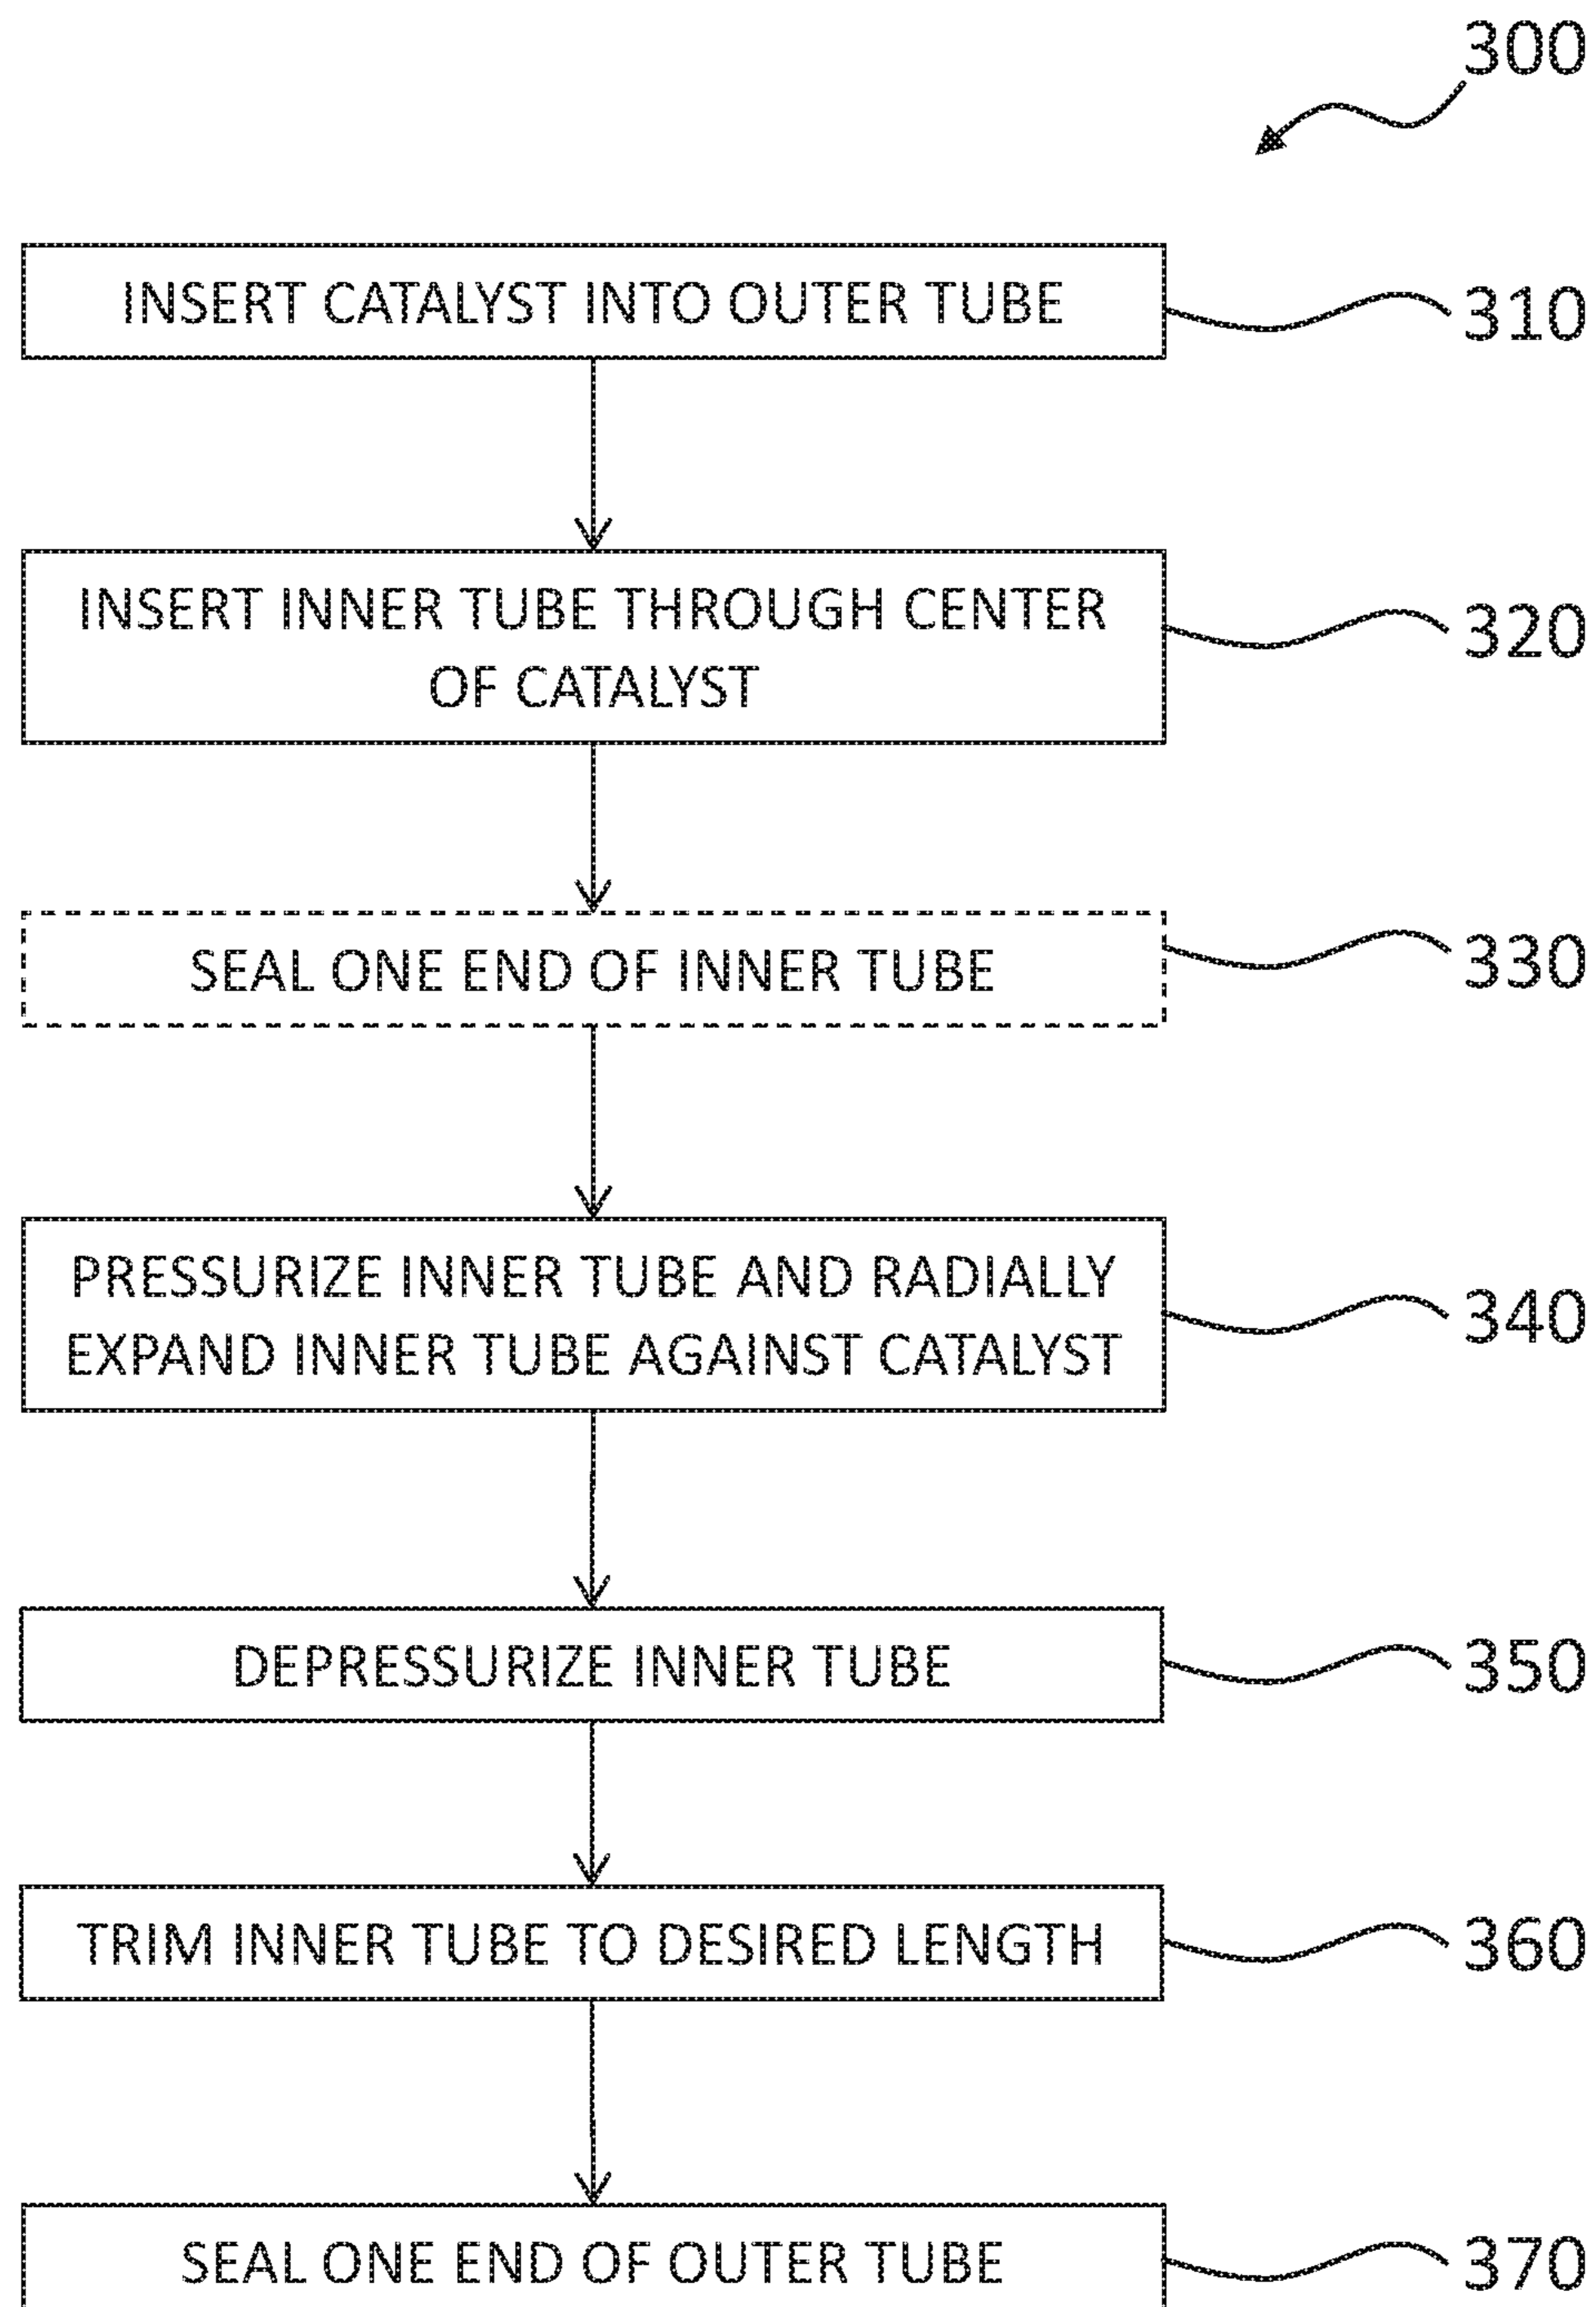 300
INSERT CATALYST INTO OUTER TUBE
310
INSERT INNER TUBE THROUGH CENTER
OF CATALYST
320
SEAL ONE END OF INNER TUBE
330
PRESSURIZE INNER TUBE AND RADIALLY
EXPAND INNER TUBE AGAINST CATALYST
340
DEPRESSURIZE INNER TUBE
350
TRIM INNER TUBE TO DESIRED LENGTH
360
SEAL ONE END OF OUTER TUBE
370